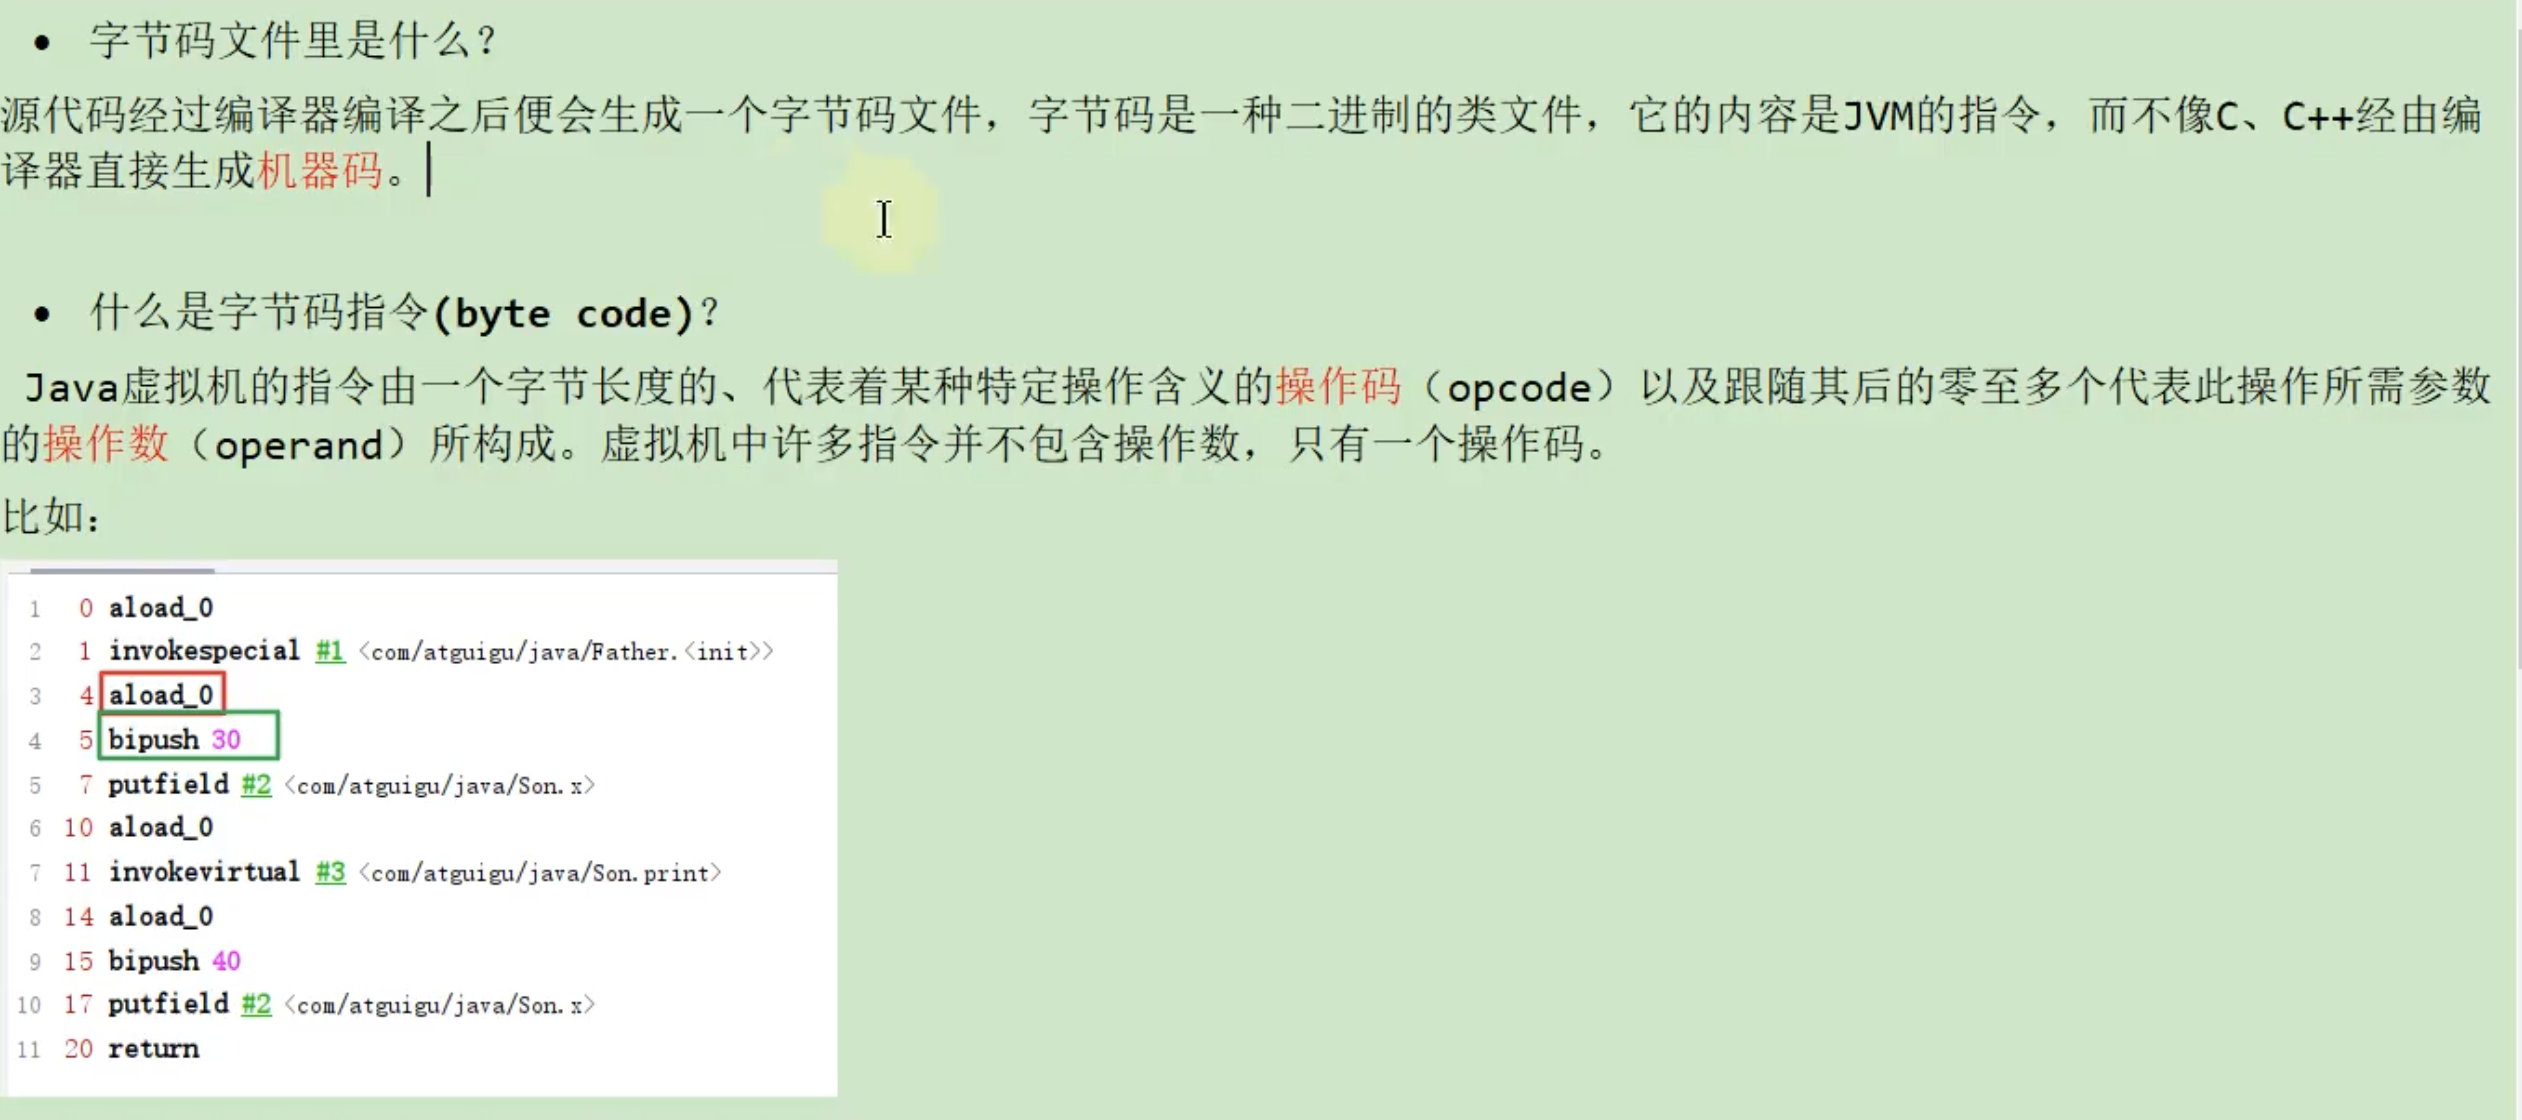 • 字节码文件里是什么？
源代码经过编译器编译之后便会生成一个字节码文件，字节码是一种二进制的类文件，它的内容是JVM的指令，而不像C、C++经由编
译器直接生成机器码。
• 什么是字节码指令(byte code)？
Java虚拟机的指令由一个字节长度的、代表着某种特定操作含义的操作码（opcode）以及跟随其后的零至多个代表此操作所需参数
的操作数（operand）所构成。虚拟机中许多指令并不包含操作数，只有一个操作码。
比如：
1 0 aload_0
2 1 invokespecial #1 <com/atguigu/java/Father.<init>>
3 4 aload_0
4 5 bipush 30
5 7 putfield #2 <com/atguigu/java/Son.x>
6 10 aload_0
7 11 invokevirtual #3 <com/atguigu/java/Son.print>
8 14 aload_0
9 15 bipush 40
10 17 putfield #2 <com/atguigu/java/Son.x>
11 20 return